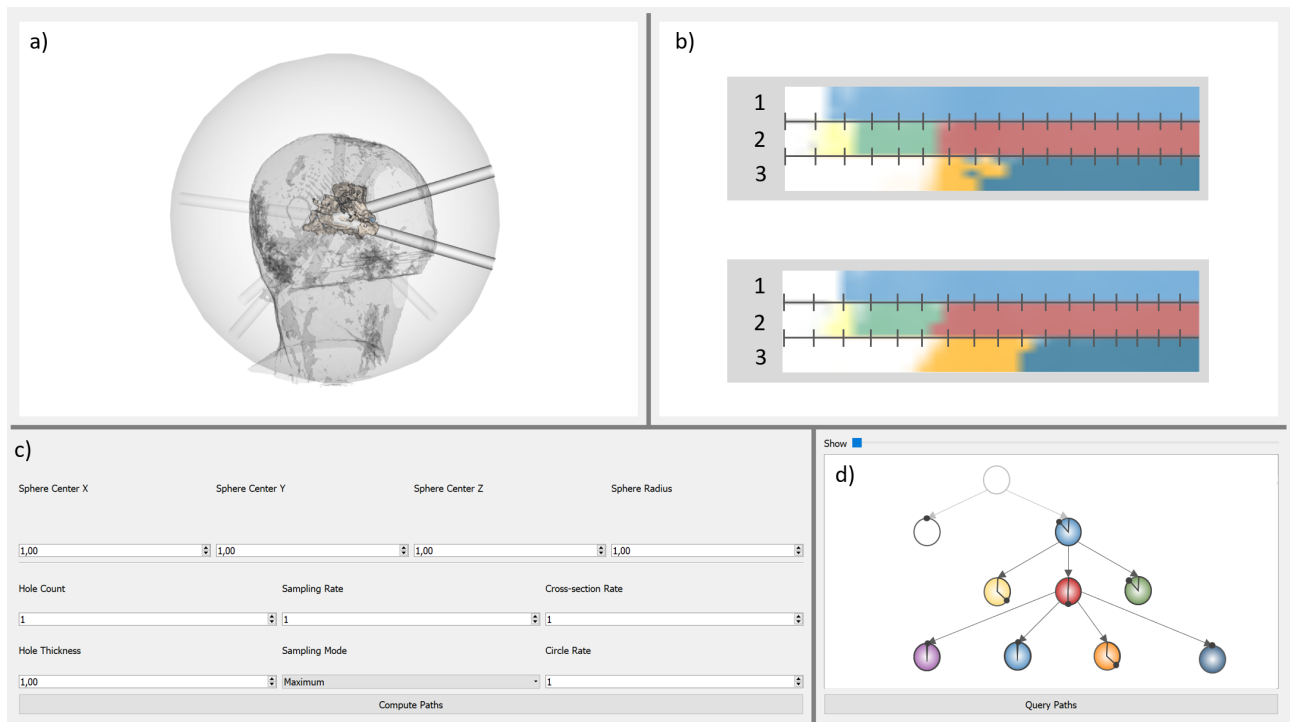 a)
b)
1
2
3
1
2
3
c)
Sphere Center X Sphere Center Y Sphere Center Z Sphere Radius
1,00 1,00 1,00 1,00
Hole Count Sampling Rate Cross-section Rate
1 1 1
Hole Thickness Sampling Mode Circle Rate
1,00 Maximum 1
Compute Paths
Show
d)
Query Paths